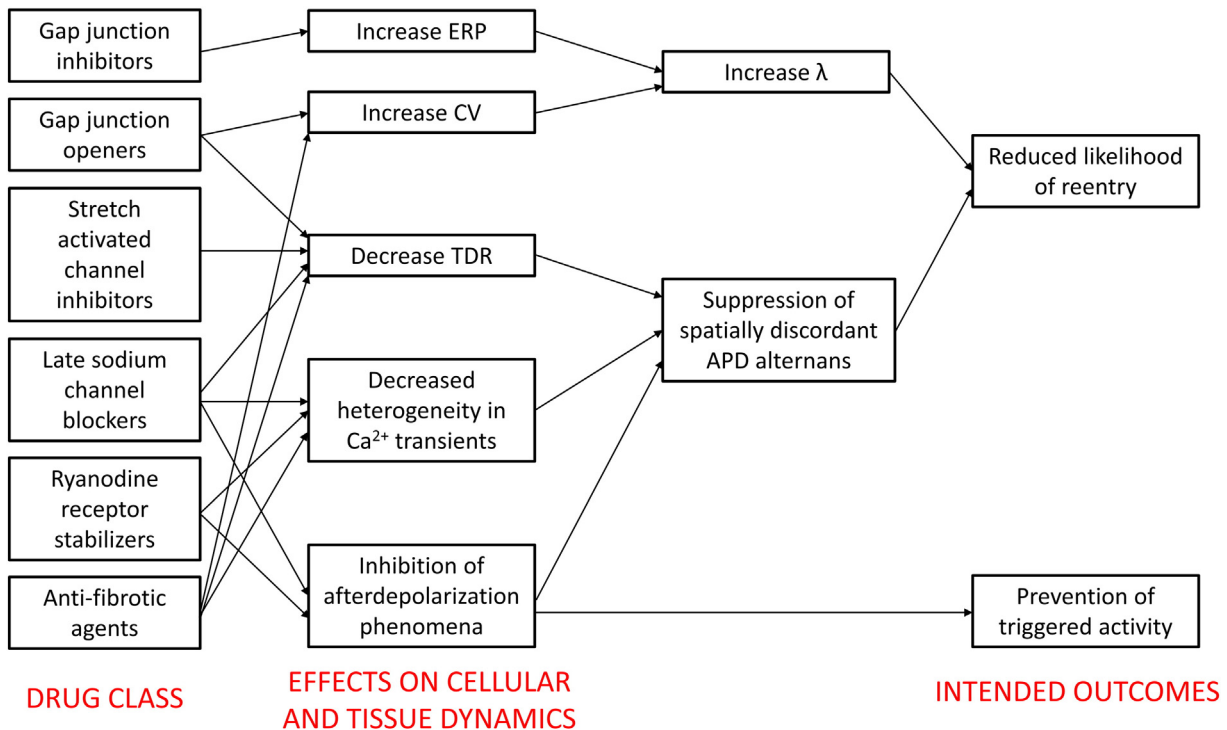 Gap junction
inhibitors
Gap junction
openers
Stretch
activated
channel
inhibitors
Late sodium
channel
blockers
Ryanodine
receptor
stabilizers
Anti-fibrotic
agents
DRUG CLASS
Increase ERP
Increase CV
Decrease TDR
Decreased
heterogeneity in
Ca²⁺ transients
Inhibition of
afterdepolarization
phenomena
EFFECTS ON CELLULAR
AND TISSUE DYNAMICS
Increase λ
Suppression of
spatially discordant
APD alternans
Reduced likelihood
of reentry
Prevention of
triggered activity
INTENDED OUTCOMES